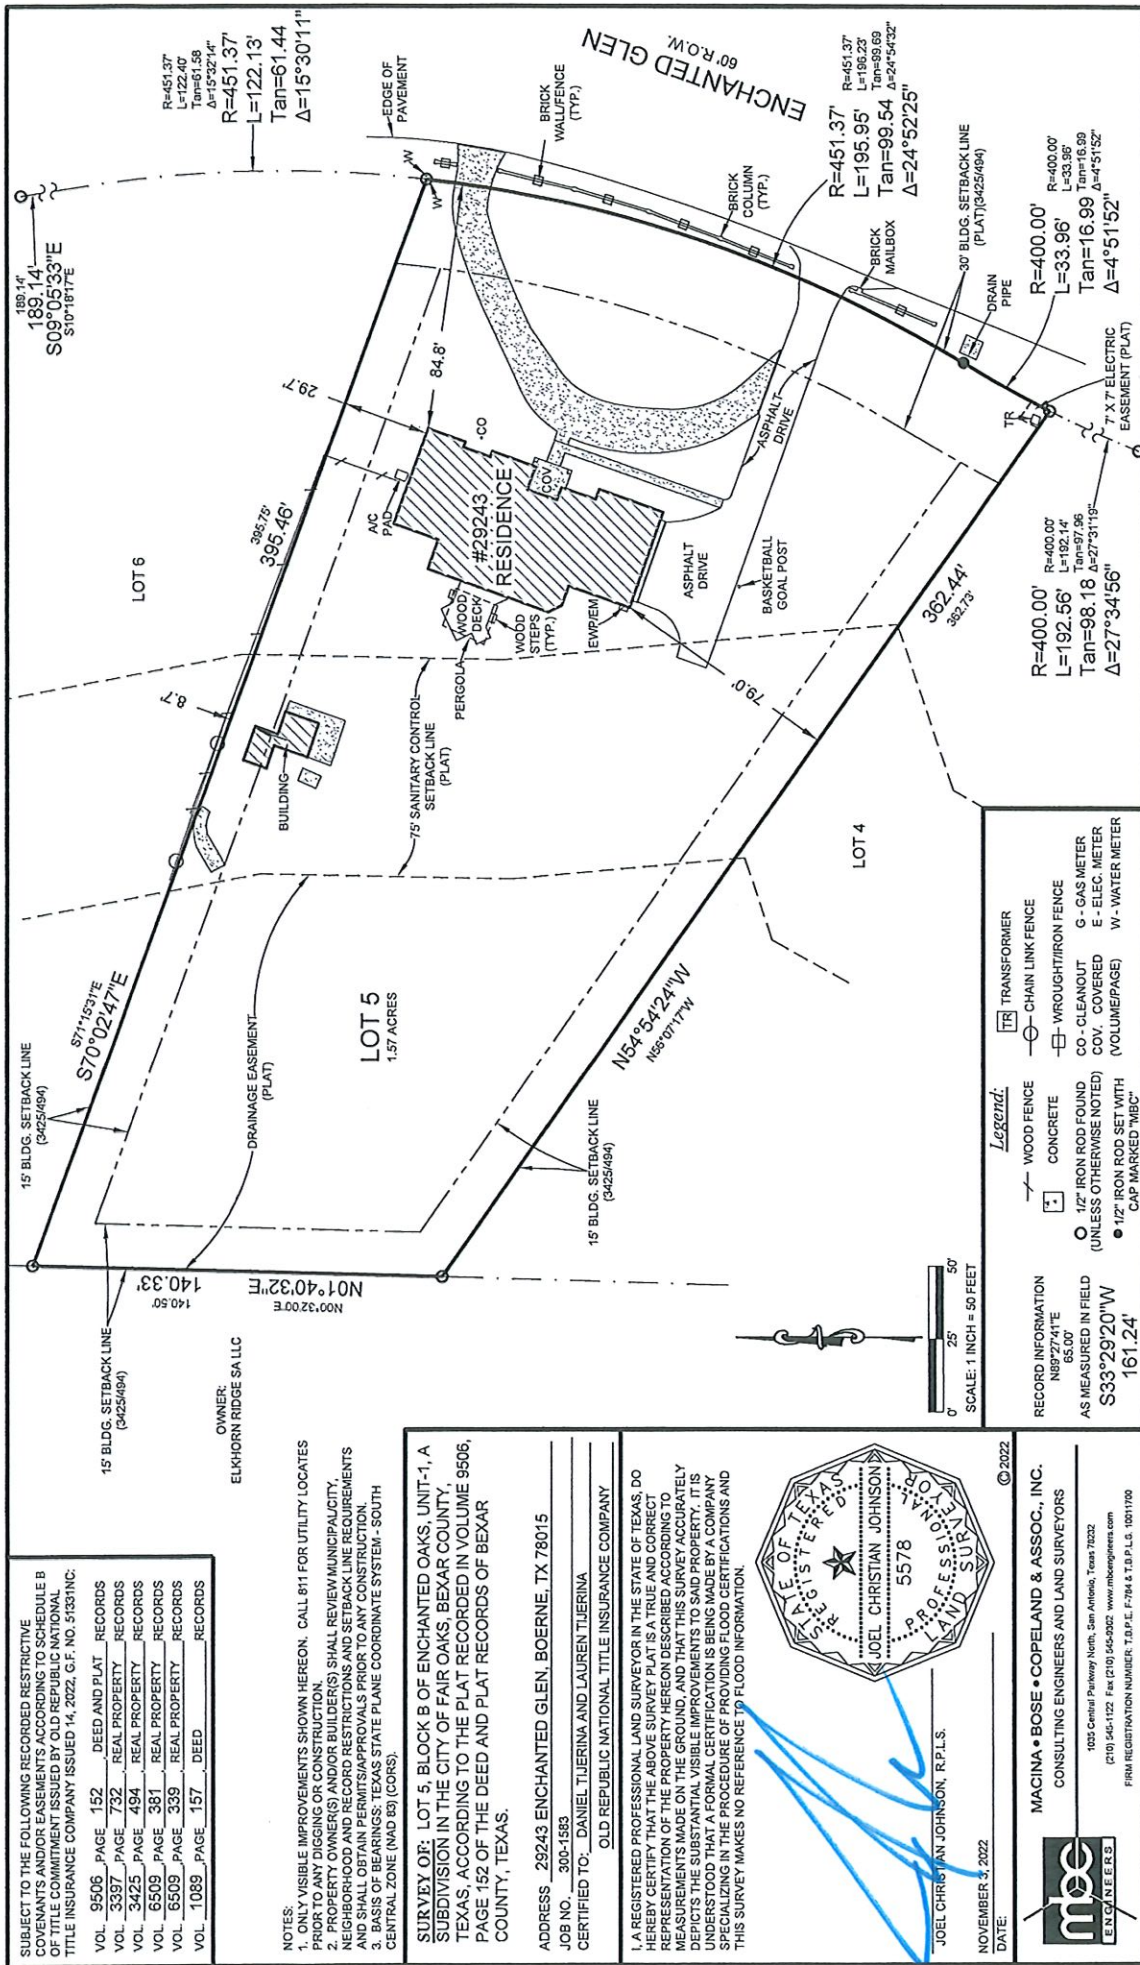 SUBJECT TO THE FOLLOWING RECORDED RESTRICTIVE
COVENANTS AND/OR EASEMENTS ACCORDING TO SCHEDULE B
OF TITLE COMMITMENT ISSUED BY OLD REPUBLIC NATIONAL
TITLE INSURANCE COMPANY ISSUED 14, 2022, G.F. NO. 51331NC:
VOL. 9506 PAGE 152 DEED AND PLAT RECORDS
VOL. 3397 PAGE 732 REAL PROPERTY RECORDS
VOL. 3425 PAGE 494 REAL PROPERTY RECORDS
VOL. 6509 PAGE 381 REAL PROPERTY RECORDS
VOL. 6509 PAGE 339 REAL PROPERTY RECORDS
VOL. 1089 PAGE 157 DEED RECORDS
NOTES:
1. ONLY VISIBLE IMPROVEMENTS SHOWN HEREON. CALL 811 FOR UTILITY LOCATES
PRIOR TO ANY DIGGING OR CONSTRUCTION.
2. PROPERTY OWNER(S) AND/OR BUILDER(S) SHALL REVIEW MUNICIPAL/CITY,
NEIGHBORHOOD AND RECORD RESTRICTIONS AND SETBACK LINE REQUIREMENTS
AND SHALL OBTAIN PERMITS/APPROVALS PRIOR TO ANY CONSTRUCTION.
3. BASIS OF BEARINGS: TEXAS STATE PLANE COORDINATE SYSTEM - SOUTH
CENTRAL ZONE (NAD 83) (CORS).
SURVEY OF: LOT 5, BLOCK B OF ENCHANTED OAKS, UNIT-1, A
SUBDIVISION IN THE CITY OF FAIR OAKS, BEXAR COUNTY,
TEXAS, ACCORDING TO THE PLAT RECORDED IN VOLUME 9506,
PAGE 152 OF THE DEED AND PLAT RECORDS OF BEXAR
COUNTY, TEXAS.
ADDRESS 29243 ENCHANTED GLEN, BOERNE, TX 78015
JOB NO. 300-1583
CERTIFIED TO: DANIEL TIJERINA AND LAUREN TIJERINA
OLD REPUBLIC NATIONAL TITLE INSURANCE COMPANY
I, A REGISTERED PROFESSIONAL LAND SURVEYOR IN THE STATE OF TEXAS, DO
HEREBY CERTIFY THAT THE ABOVE SURVEY PLAT IS A TRUE AND CORRECT
REPRESENTATION OF THE PROPERTY HEREON DESCRIBED ACCORDING TO
MEASUREMENTS MADE ON THE GROUND, AND THAT THIS SURVEY ACCURATELY
DEPICTS THE SUBSTANTIAL VISIBLE IMPROVEMENTS TO SAID PROPERTY. IT IS
UNDERSTOOD THAT A FORMAL CERTIFICATION IS BEING MADE BY A COMPANY
SPECIALIZING IN THE PROCEDURE OF PROVIDING FLOOD CERTIFICATIONS AND
THIS SURVEY MAKES NO REFERENCE TO FLOOD INFORMATION.
STATE OF TEXAS
REGISTERED
JOEL CHRISTIAN JOHNSON
5578
PROFESSIONAL
LAND SURVEYOR
JOEL CHRISTIAN JOHNSON, R.P.L.S.
NOVEMBER 3, 2022
DATE:
©2022
mbc
ENGINEERS
MACINA • BOSE • COPELAND & ASSOC., INC.
CONSULTING ENGINEERS AND LAND SURVEYORS
1035 Central Parkway North, San Antonio, Texas 78232
(210) 545-1122 Fax (210) 545-9302 www.mbcengineers.com
FIRM REGISTRATION NUMBER: T.B.P.E. F-784 & T.B.P.L.S. 10011700
15' BLDG. SETBACK LINE
(3425/494)
OWNER:
ELKHORN RIDGE SA LLC
N00°32'00"E
140.50'
N01°40'32"E
140.33'
15' BLDG. SETBACK LINE
(3425/494)
S71°15'31"E
S70°02'47"E
395.75'
395.46'
LOT 6
189.14'
189.14'
S09°05'33"E
S10°18'17"E
R=451.37'
L=122.40'
Tan=61.58
Δ=15°32'14"
R=451.37'
L=122.13'
Tan=61.44
Δ=15°30'11"
EDGE OF
PAVEMENT
W
W
ENCHANTED GLEN
60' R.O.W.
BRICK
WALL/FENCE
(TYP.)
BRICK
COLUMN
(TYP.)
BRICK
MAILBOX
R=451.37'
L=196.23'
Tan=99.69
Δ=24°54'32"
R=451.37'
L=195.95'
Tan=99.54
Δ=24°52'25"
30' BLDG. SETBACK LINE
(PLAT)(3425/494)
DRAIN
PIPE
R=400.00'
L=33.96'
Tan=16.99
Δ=4°51'52"
R=400.00'
L=33.96'
Tan=16.99
Δ=4°51'52"
TR
7' X 7' ELECTRIC
EASEMENT (PLAT)
R=400.00'
L=192.14'
Tan=97.96
Δ=27°31'19"
R=400.00'
L=192.56'
Tan=98.18
Δ=27°34'56"
29.7'
84.8'
CO
A/C
PAD
#29243
RESIDENCE
COV
WOOD
DECK
WOOD
STEPS
(TYP.)
PERGOLA
EWP/EM
ASPHALT
DRIVE
ASPHALT
DRIVE
BASKETBALL
GOAL POST
79.0'
8.7'
BUILDING
75' SANITARY CONTROL
SETBACK LINE
(PLAT)
DRAINAGE EASEMENT
(PLAT)
LOT 5
1.57 ACRES
362.44'
362.73'
N54°54'24"W
N56°07'17"W
15' BLDG. SETBACK LINE
(3425/494)
LOT 4
0' 25' 50'
SCALE: 1 INCH = 50 FEET
RECORD INFORMATION
N89°27'41"E
65.00'
AS MEASURED IN FIELD
S33°29'20"W
161.24'
Legend:
WOOD FENCE
CONCRETE
1/2" IRON ROD FOUND
(UNLESS OTHERWISE NOTED)
1/2" IRON ROD SET WITH
CAP MARKED "MBC"
TR TRANSFORMER
CHAIN LINK FENCE
WROUGHT/IRON FENCE
CO - CLEANOUT
COV. COVERED
(VOLUME/PAGE)
G - GAS METER
E - ELEC. METER
W - WATER METER